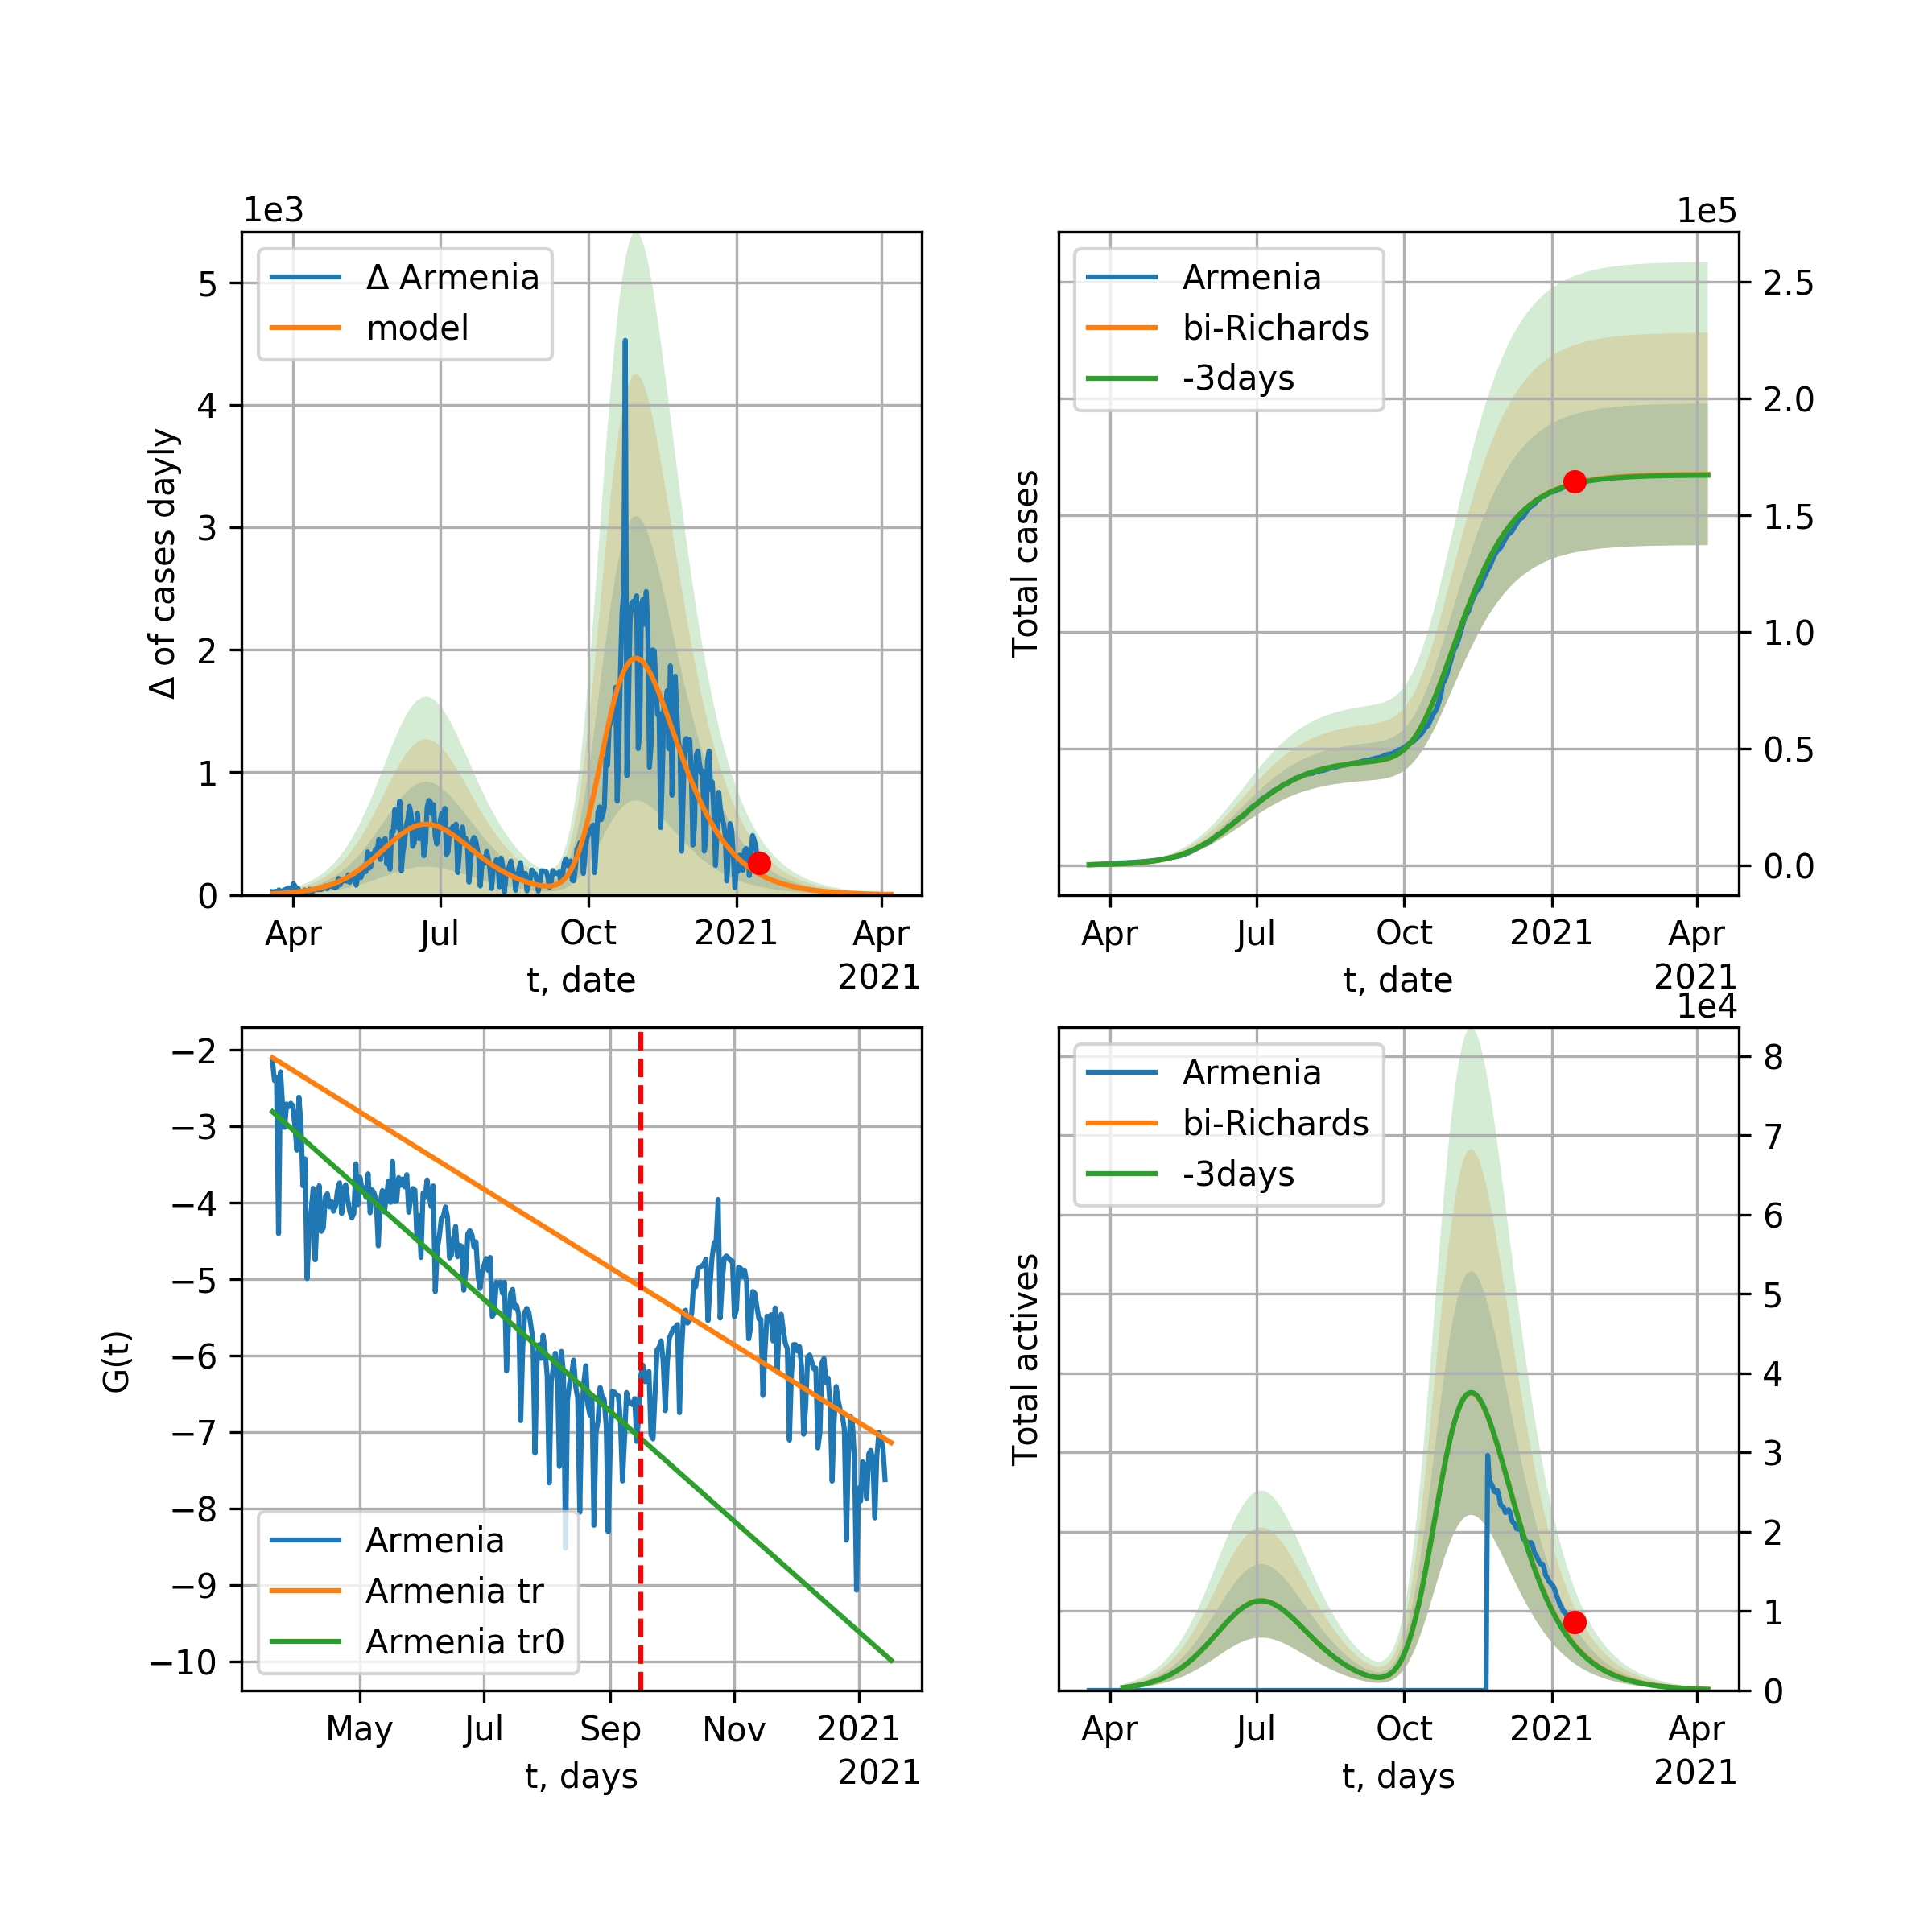 1e3
5
4
3
2
1
0
Δ of cases dayly
Δ Armenia
model
Apr
Jul
Oct
2021
Apr
2021
t, date
1e5
2.5
2.0
1.5
1.0
0.5
0.0
Total cases
Armenia
bi-Richards
-3days
Apr
Jul
Oct
2021
Apr
2021
t, date
−2
−3
−4
−5
−6
−7
−8
−9
−10
G(t)
Armenia
Armenia tr
Armenia tr0
May
Jul
Sep
Nov
2021
2021
t, days
1e4
8
7
6
5
4
3
2
1
0
Total actives
Armenia
bi-Richards
-3days
Apr
Jul
Oct
2021
Apr
2021
t, days